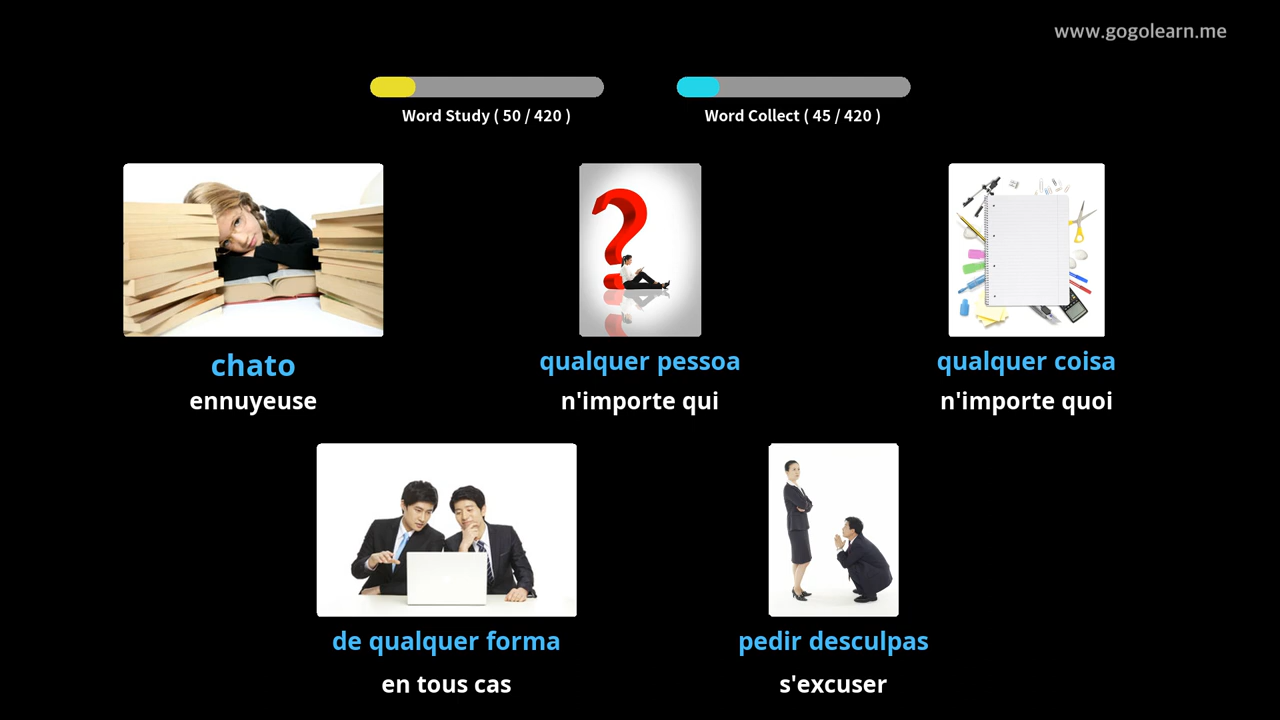 www.gogolearn.me
Word Study ( 50 / 420 )
Word Collect ( 45 / 420 )
chato
ennuyeuse
qualquer pessoa
n'importe qui
qualquer coisa
n'importe quoi
de qualquer forma
en tous cas
pedir desculpas
s'excuser